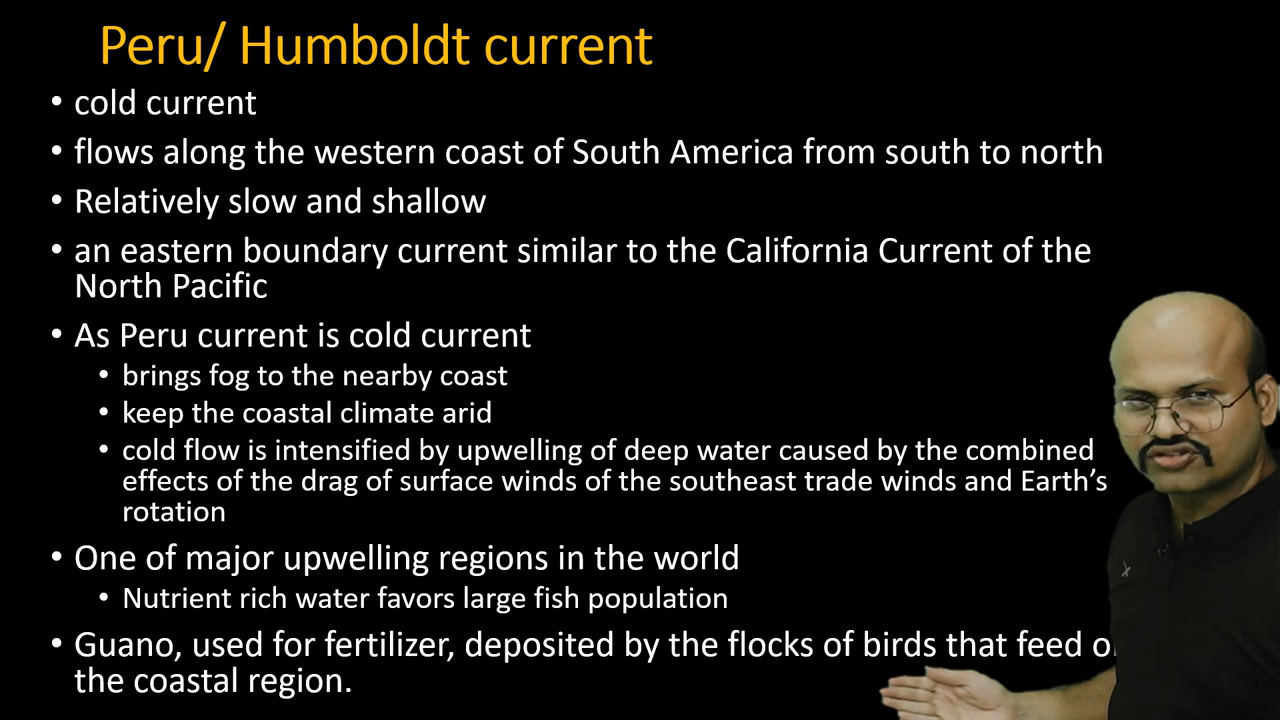 Peru/ Humboldt current
• cold current
• flows along the western coast of South America from south to north
• Relatively slow and shallow
• an eastern boundary current similar to the California Current of the
North Pacific
• As Peru current is cold current
• brings fog to the nearby coast
• keep the coastal climate arid
• cold flow is intensified by upwelling of deep water caused by the combined
effects of the drag of surface winds of the southeast trade winds and Earth's
rotation
• One of major upwelling regions in the world
• Nutrient rich water favors large fish population
• Guano, used for fertilizer, deposited by the flocks of birds that feed
the coastal region.